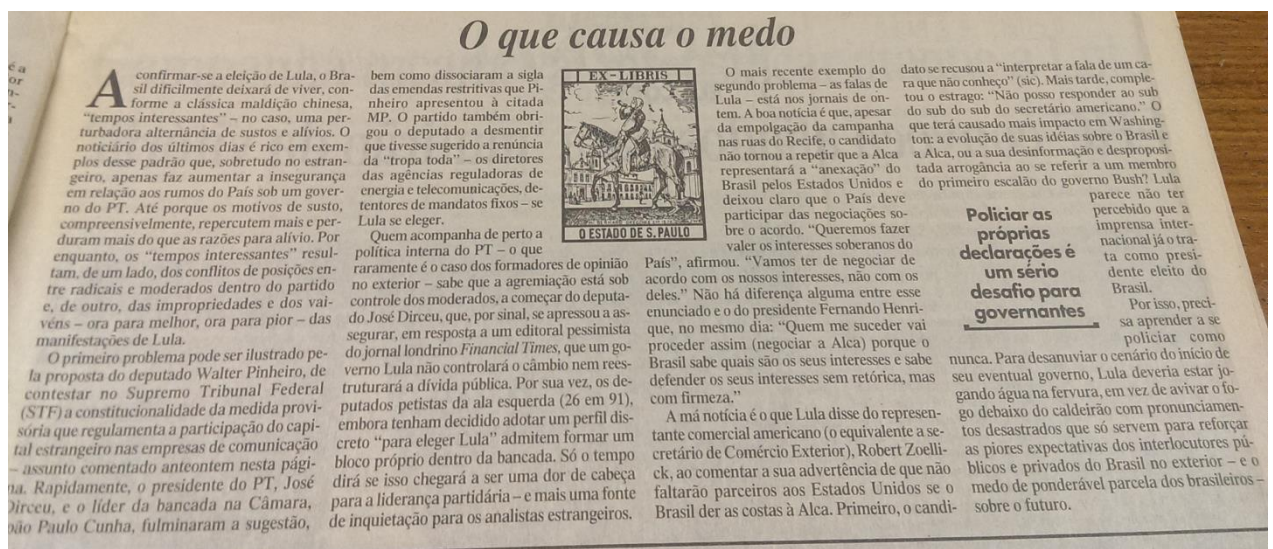 O que causa o medo
A confirmar-se a eleição de Lula, o Bra-
sil dificilmente deixará de viver, con-
forme a clássica maldição chinesa,
“tempos interessantes” – no caso, uma per-
turbadora alternância de sustos e alívios. O
noticiário dos últimos dias é rico em exem-
plos desse padrão que, sobretudo no estran-
geiro, apenas faz aumentar a insegurança
em relação aos rumos do País sob um gover-
no do PT. Até porque os motivos de susto,
compreensivelmente, repercutem mais e per-
duram mais do que as razões para alívio. Por
enquanto, os “tempos interessantes” resul-
tam, de um lado, dos conflitos de posições en-
tre radicais e moderados dentro do partido
e, de outro, das impropriedades e dos vai-
véns – ora para melhor, ora para pior – das
manifestações de Lula.
O primeiro problema pode ser ilustrado pe-
la proposta do deputado Walter Pinheiro, de
contestar no Supremo Tribunal Federal
(STF) a constitucionalidade da medida provi-
sória que regulamenta a participação do capi-
tal estrangeiro nas empresas de comunicação
– assunto comentado anteontem nesta pági-
na. Rapidamente, o presidente do PT, José
Dirceu, e o líder da bancada na Câmara,
João Paulo Cunha, fulminaram a sugestão,
bem como dissociaram a sigla
das emendas restritivas que Pi-
nheiro apresentou à citada
MP. O partido também obri-
gou o deputado a desmentir
que tivesse sugerido a renúncia
da “tropa toda” – os diretores
das agências reguladoras de
energia e telecomunicações, de-
tentores de mandatos fixos – se
Lula se eleger.
Quem acompanha de perto a
política interna do PT – o que
raramente é o caso dos formadores de opinião
no exterior – sabe que a agremiação está sob
controle dos moderados, a começar do deputa-
do José Dirceu, que, por sinal, se apressou a as-
segurar, em resposta a um editoral pessimista
do jornal londrino Financial Times, que um go-
verno Lula não controlará o câmbio nem rees-
truturará a dívida pública. Por sua vez, os de-
putados petistas da ala esquerda (26 em 91),
embora tenham decidido adotar um perfil dis-
creto “para eleger Lula” admitem formar um
bloco próprio dentro da bancada. Só o tempo
dirá se isso chegará a ser uma dor de cabeça
para a liderança partidária – e mais uma fonte
de inquietação para os analistas estrangeiros.
EX-LIBRIS
O ESTADO DE S. PAULO
O mais recente exemplo do
segundo problema – as falas de
Lula – está nos jornais de on-
tem. A boa notícia é que, apesar
da empolgação da campanha
nas ruas do Recife, o candidato
não tornou a repetir que a Alca
representará a “anexação” do
Brasil pelos Estados Unidos e
deixou claro que o País deve
participar das negociações so-
bre o acordo. “Queremos fazer
valer os interesses soberanos do
País”, afirmou. “Vamos ter de negociar de
acordo com os nossos interesses, não com os
deles.” Não há diferença alguma entre esse
enunciado e o do presidente Fernando Henri-
que, no mesmo dia: “Quem me suceder vai
proceder assim (negociar a Alca) porque o
Brasil sabe quais são os seus interesses e sabe
defender os seus interesses sem retórica, mas
com firmeza.”
A má notícia é o que Lula disse do represen-
tante comercial americano (o equivalente a se-
cretário de Comércio Exterior), Robert Zoelli-
ck, ao comentar a sua advertência de que não
faltarão parceiros aos Estados Unidos se o
Brasil der as costas à Alca. Primeiro, o candi-
dato se recusou a “interpretar a fala de um ca-
ra que não conheço” (sic). Mais tarde, comple-
tou o estrago: “Não posso responder ao sub
do sub do sub do secretário americano.” O
que terá causado mais impacto em Washing-
ton: a evolução de suas idéias sobre o Brasil e
a Alca, ou a sua desinformação e desproposi-
tada arrogância ao se referir a um membro
do primeiro escalão do governo Bush? Lula
parece não ter
percebido que a
imprensa inter-
nacional já o tra-
ta como presi-
dente eleito do
Brasil.
Por isso, preci-
sa aprender a se
policiar como
nunca. Para desanuviar o cenário do início de
seu eventual governo, Lula deveria estar jo-
gando água na fervura, em vez de avivar o fo-
go debaixo do caldeirão com pronunciamen-
tos desastrados que só servem para reforçar
as piores expectativas dos interlocutores pú-
blicos e privados do Brasil no exterior – e o
medo de ponderável parcela dos brasileiros –
sobre o futuro.
Policiar as
próprias
declarações é
um sério
desafio para
governantes